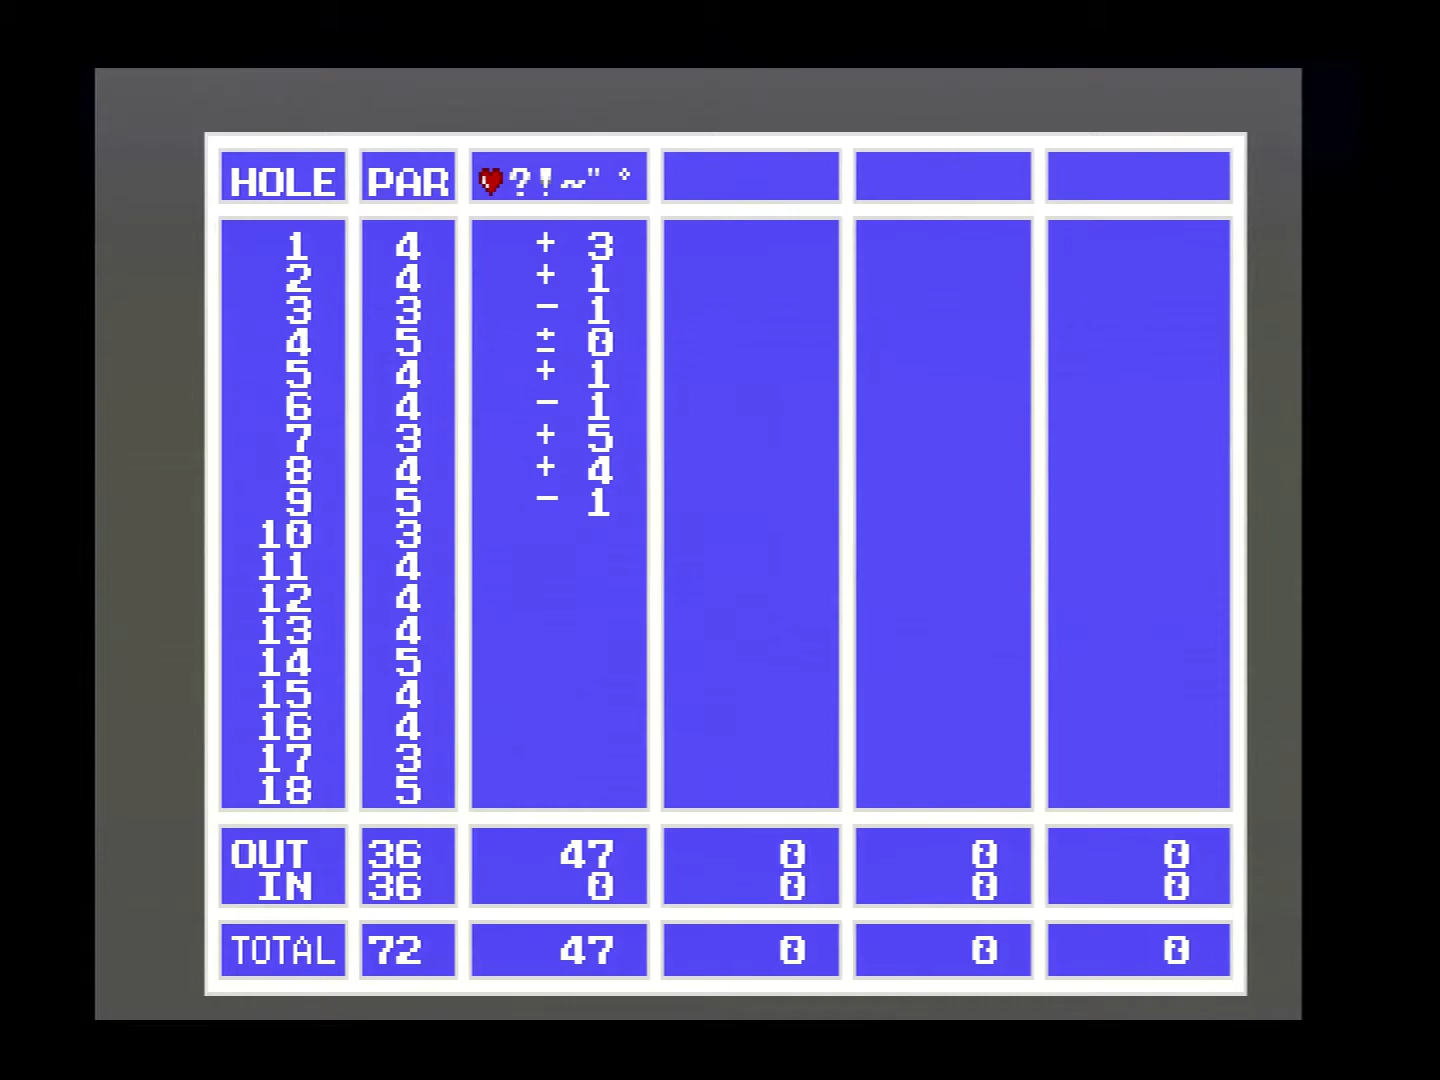 HOLE PAR ♥?!~" °
1 4 + 3
2 4 + 1
3 3 - 1
4 5 ± 0
5 4 + 1
6 4 - 1
7 3 + 5
8 4 + 4
9 5 - 1
10 3
11 4
12 4
13 4
14 5
15 4
16 4
17 3
18 5
OUT 36 47 0 0 0
IN 36 0 0 0 0
TOTAL 72 47 0 0 0